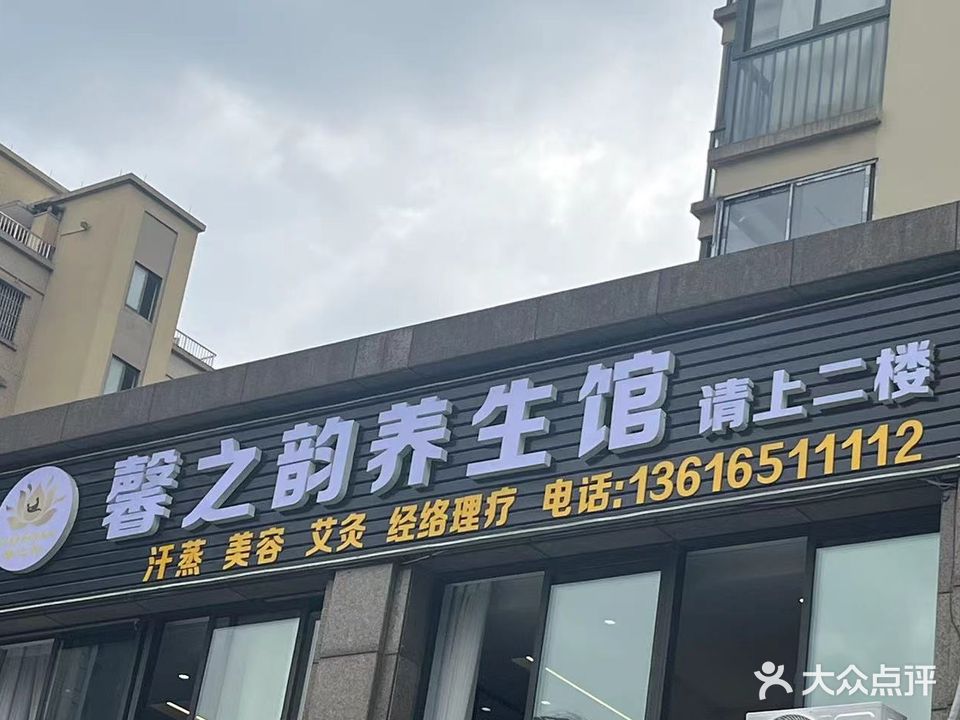 馨之韵养生馆 请上二楼
汗蒸 美容 艾灸 经络理疗 电话:13616511112
大众点评